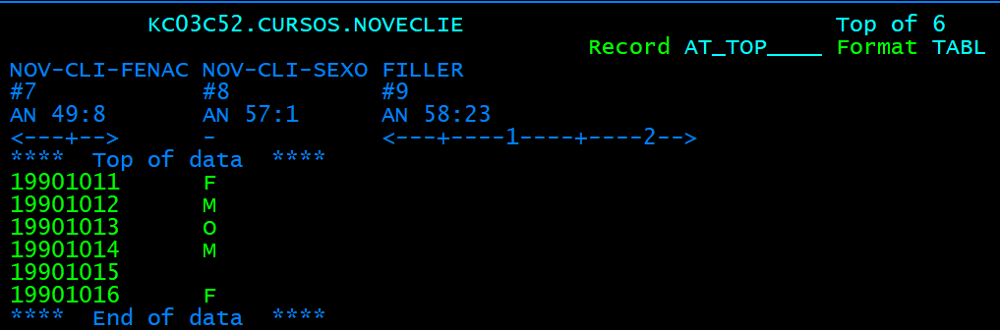 KC03C52.CURSOS.NOVECLIE Top of 6
Record AT_TOP____ Format TABL
NOV-CLI-FENAC NOV-CLI-SEXO FILLER
#7 #8 #9
AN 49:8 AN 57:1 AN 58:23
<---+--> - <---+----1----+----2-->
**** Top of data ****
19901011 F
19901012 M
19901013 O
19901014 M
19901015
19901016 F
**** End of data ****